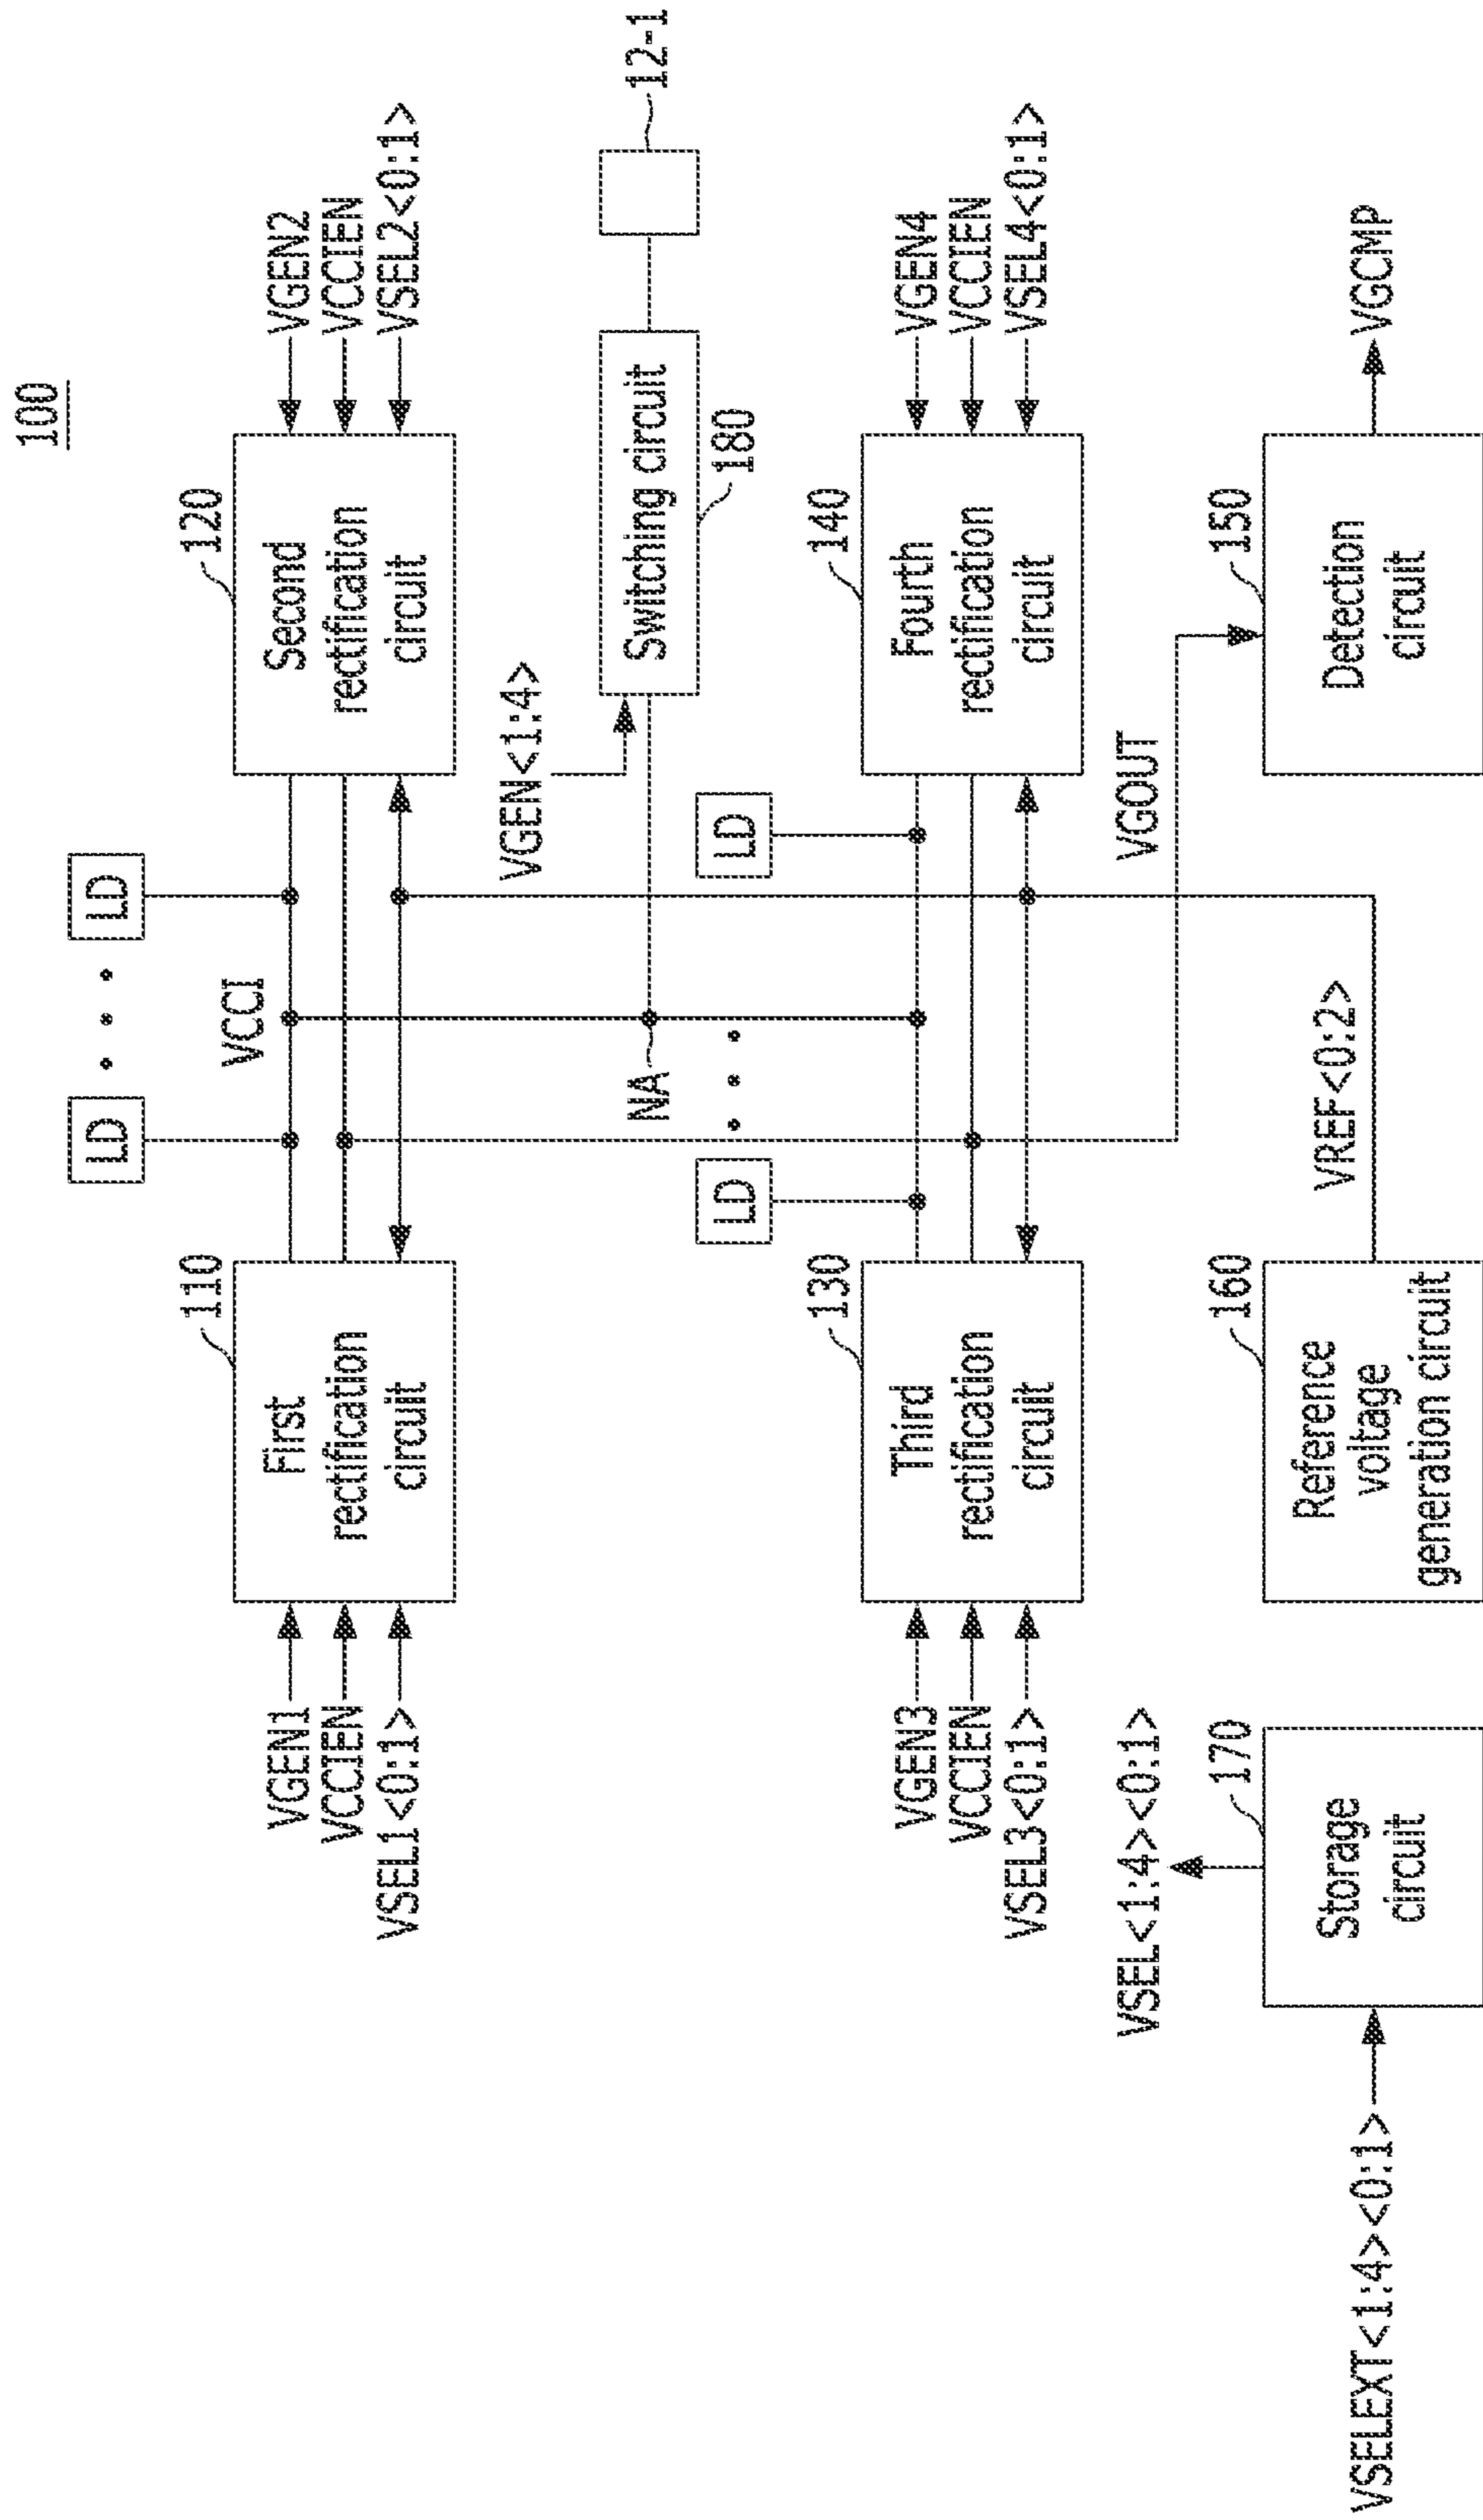 100
LD
LD
VCCI
110
120
VGEN1
VCCIEN
VSEL1<0:1>
First
rectification
circuit
Second
rectification
circuit
VGEN2
VCCIEN
VSEL2<0:1>
VGEN<1:4>
NA
Switching circuit
180
12-1
LD
LD
130
140
VGEN3
VCCIEN
VSEL3<0:1>
Third
rectification
circuit
Fourth
rectification
circuit
VGEN4
VCCIEN
VSEL4<0:1>
VSEL<1:4><0:1>
VGOUT
170
160
150
VSELEXT<1:4><0:1>
Storage
circuit
Reference
voltage
generation circuit
VREF<0:2>
Detection
circuit
VGCMP